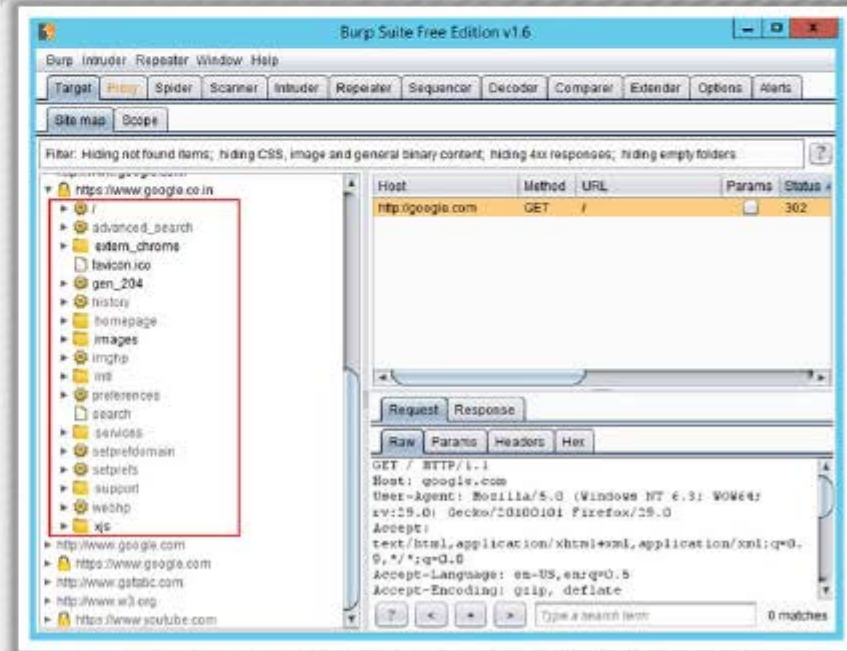 Burp Suite Free Edition v1.6
Burp Intruder Repeater Window Help
Target Proxy Spider Scanner Intruder Repeater Sequencer Decoder Comparer Extender Options Alerts
Site map Scope
Filter: Hiding not found items; hiding CSS, image and general binary content; hiding 4xx responses; hiding empty folders
?
https://www.google.co.in
/
advanced_search
extern_chrome
favicon.ico
gen_204
history
homepage
images
imghp
intl
preferences
search
services
setprefdomain
setprefs
support
webhp
xjs
http://www.google.com
https://www.google.com
http://www.gstatic.com
http://www.w3.org
https://www.youtube.com
Host Method URL Params Status
http://google.com GET / 302
Request Response
Raw Params Headers Hex
GET / HTTP/1.1
Host: google.com
User-Agent: Mozilla/5.0 (Windows NT 6.3; WOW64;
rv:29.0) Gecko/20100101 Firefox/29.0
Accept:
text/html,application/xhtml+xml,application/xml;q=0.
9,*/*;q=0.8
Accept-Language: en-US,en;q=0.5
Accept-Encoding: gzip, deflate
? < + > Type a search term 0 matches